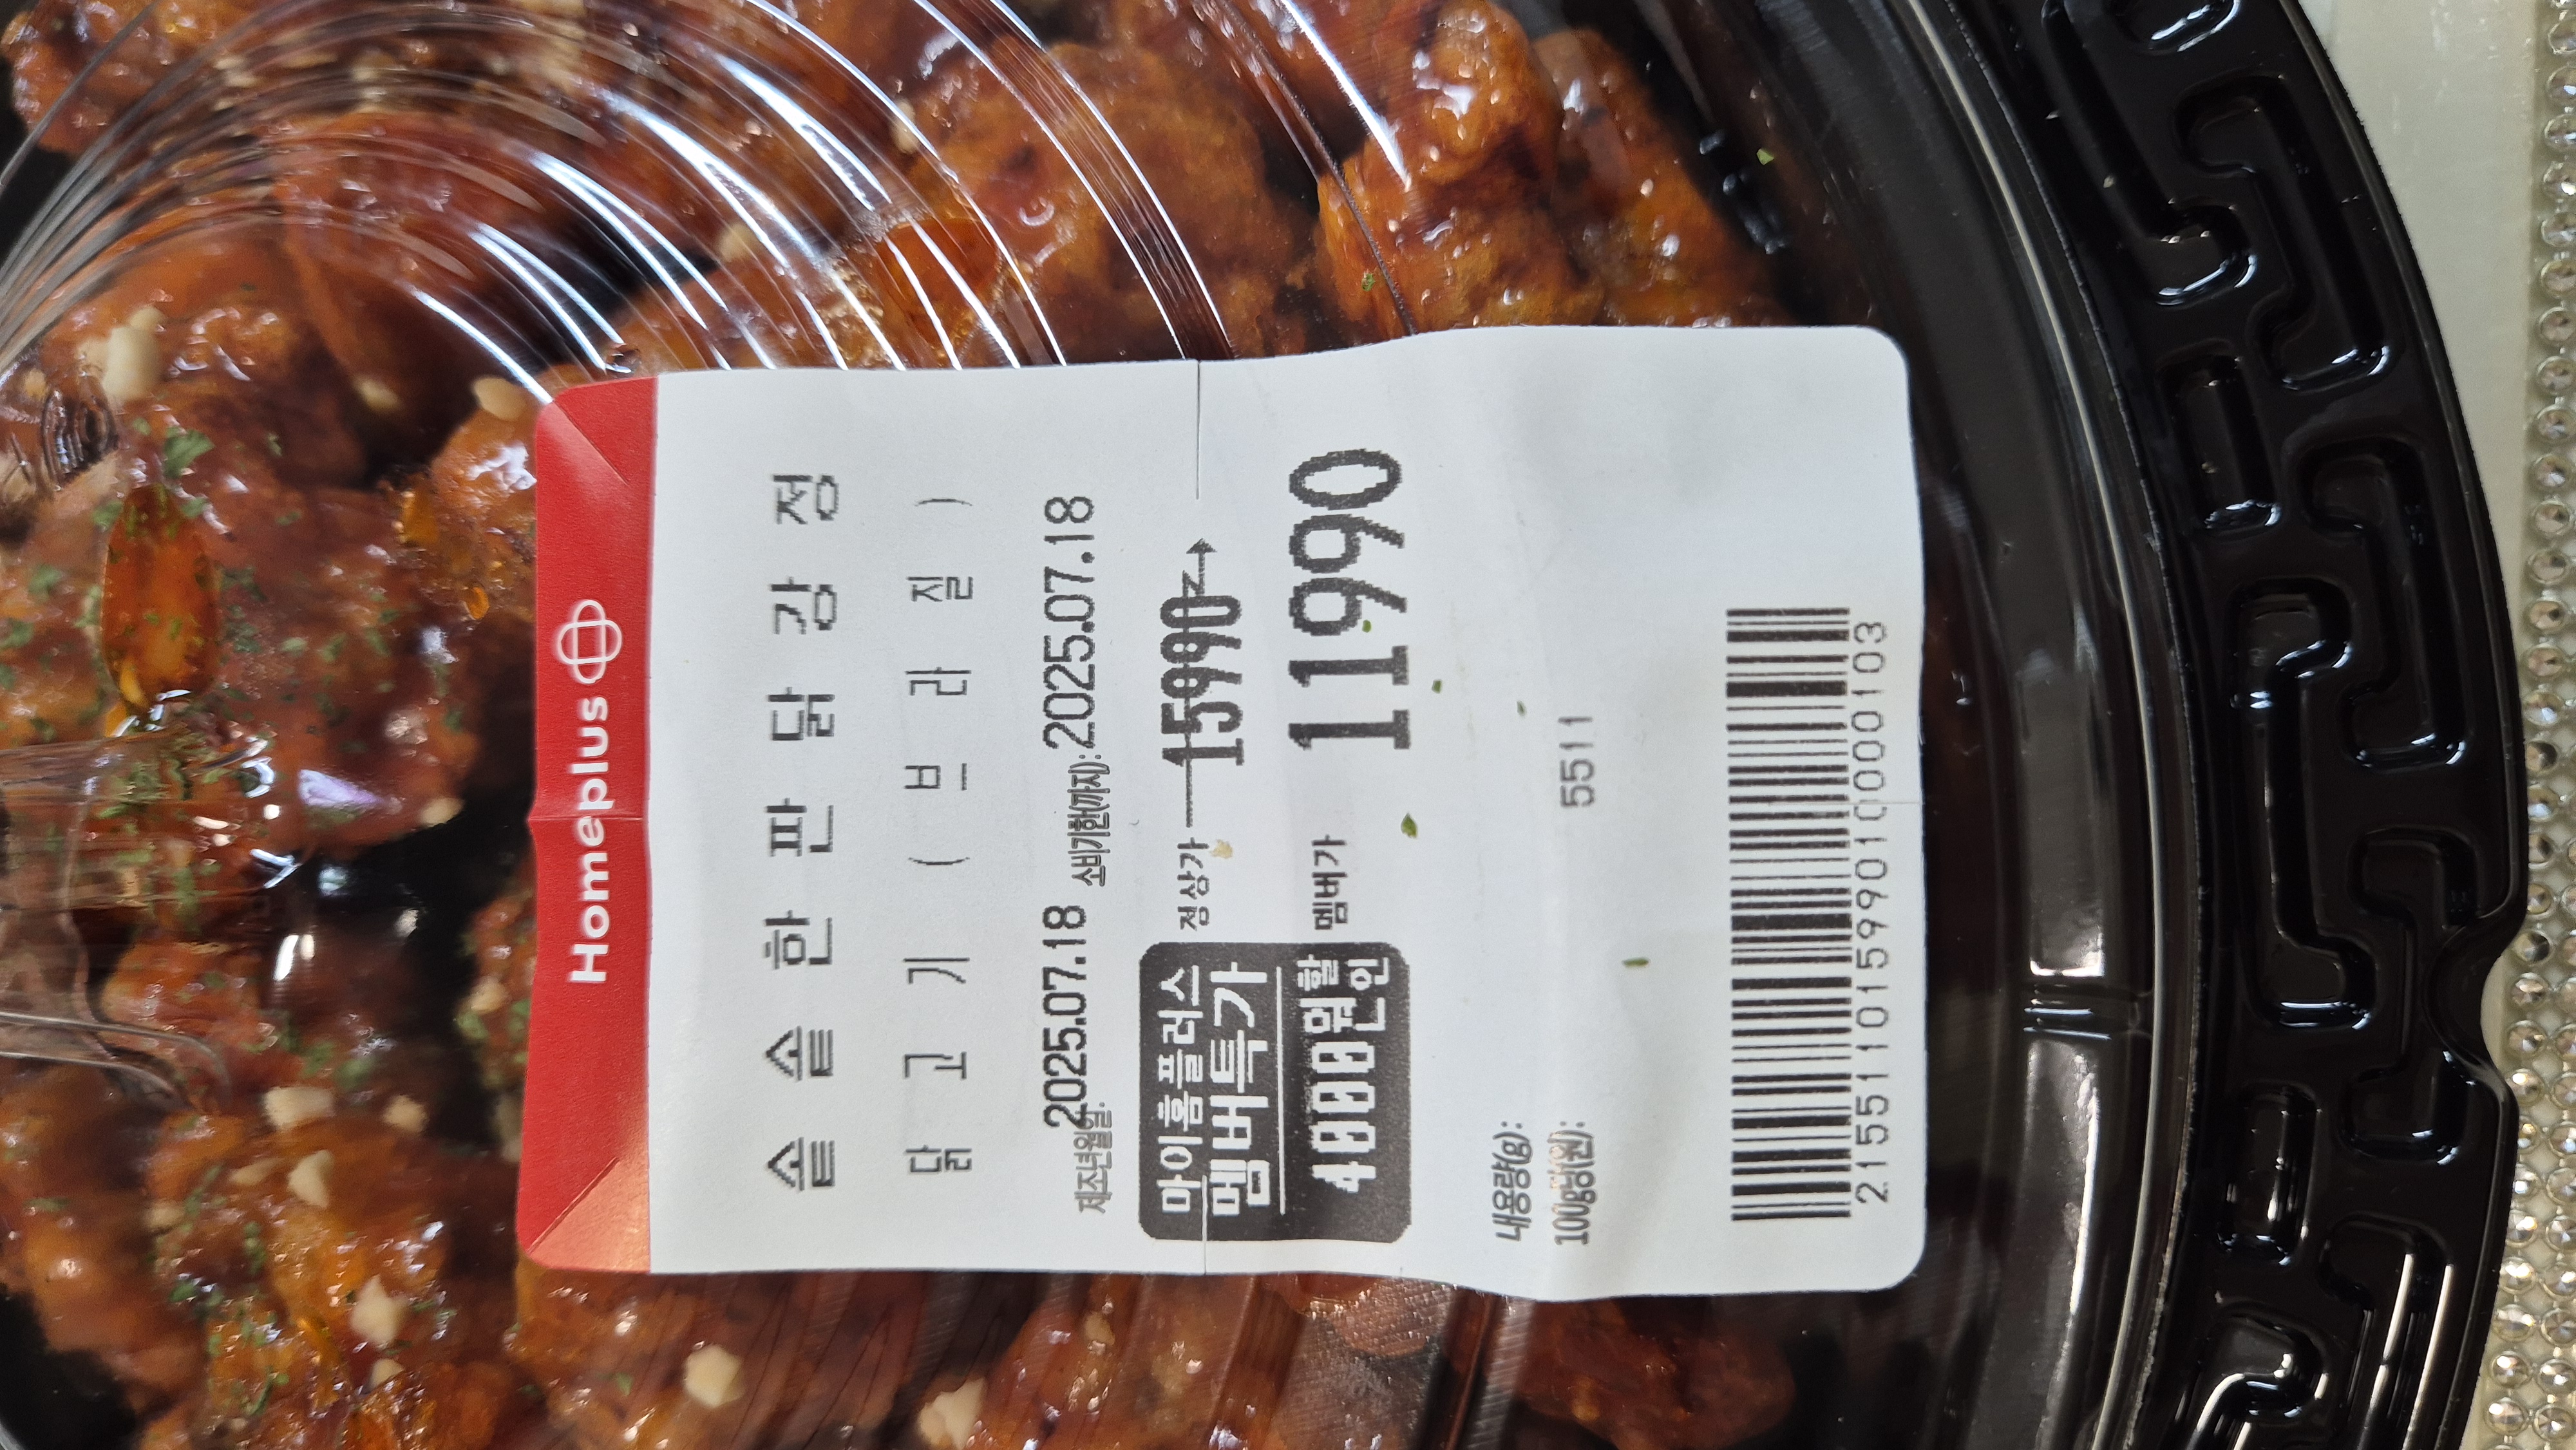 Homeplus
솥솥한판닭강정
닭고기(브라질)
제조년월일: 2025.07.18 소비기한(까지): 2025.07.18
마이홈플러스
멤버특가
4000원할인
정상가 15990
멤버가 11990
내용량(g):
100g당(원): 5511
21551101599010000103